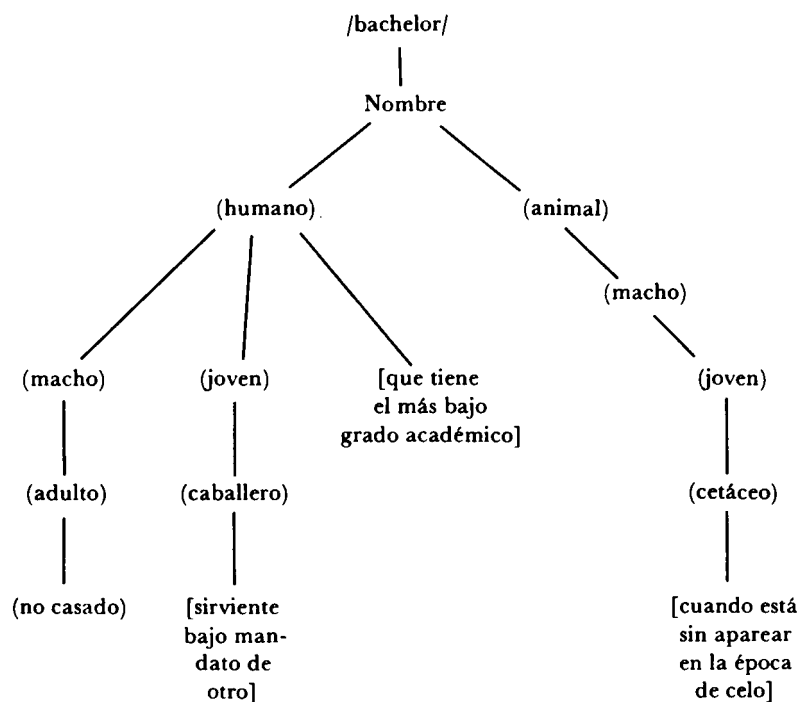 /bachelor/
Nombre
(humano)
(animal)
(macho)
(macho)
(joven)
[que tiene
el más bajo
grado académico]
(joven)
(adulto)
(caballero)
(cetáceo)
(no casado)
[sirviente
bajo man-
dato de
otro]
[cuando está
sin aparear
en la época
de celo]